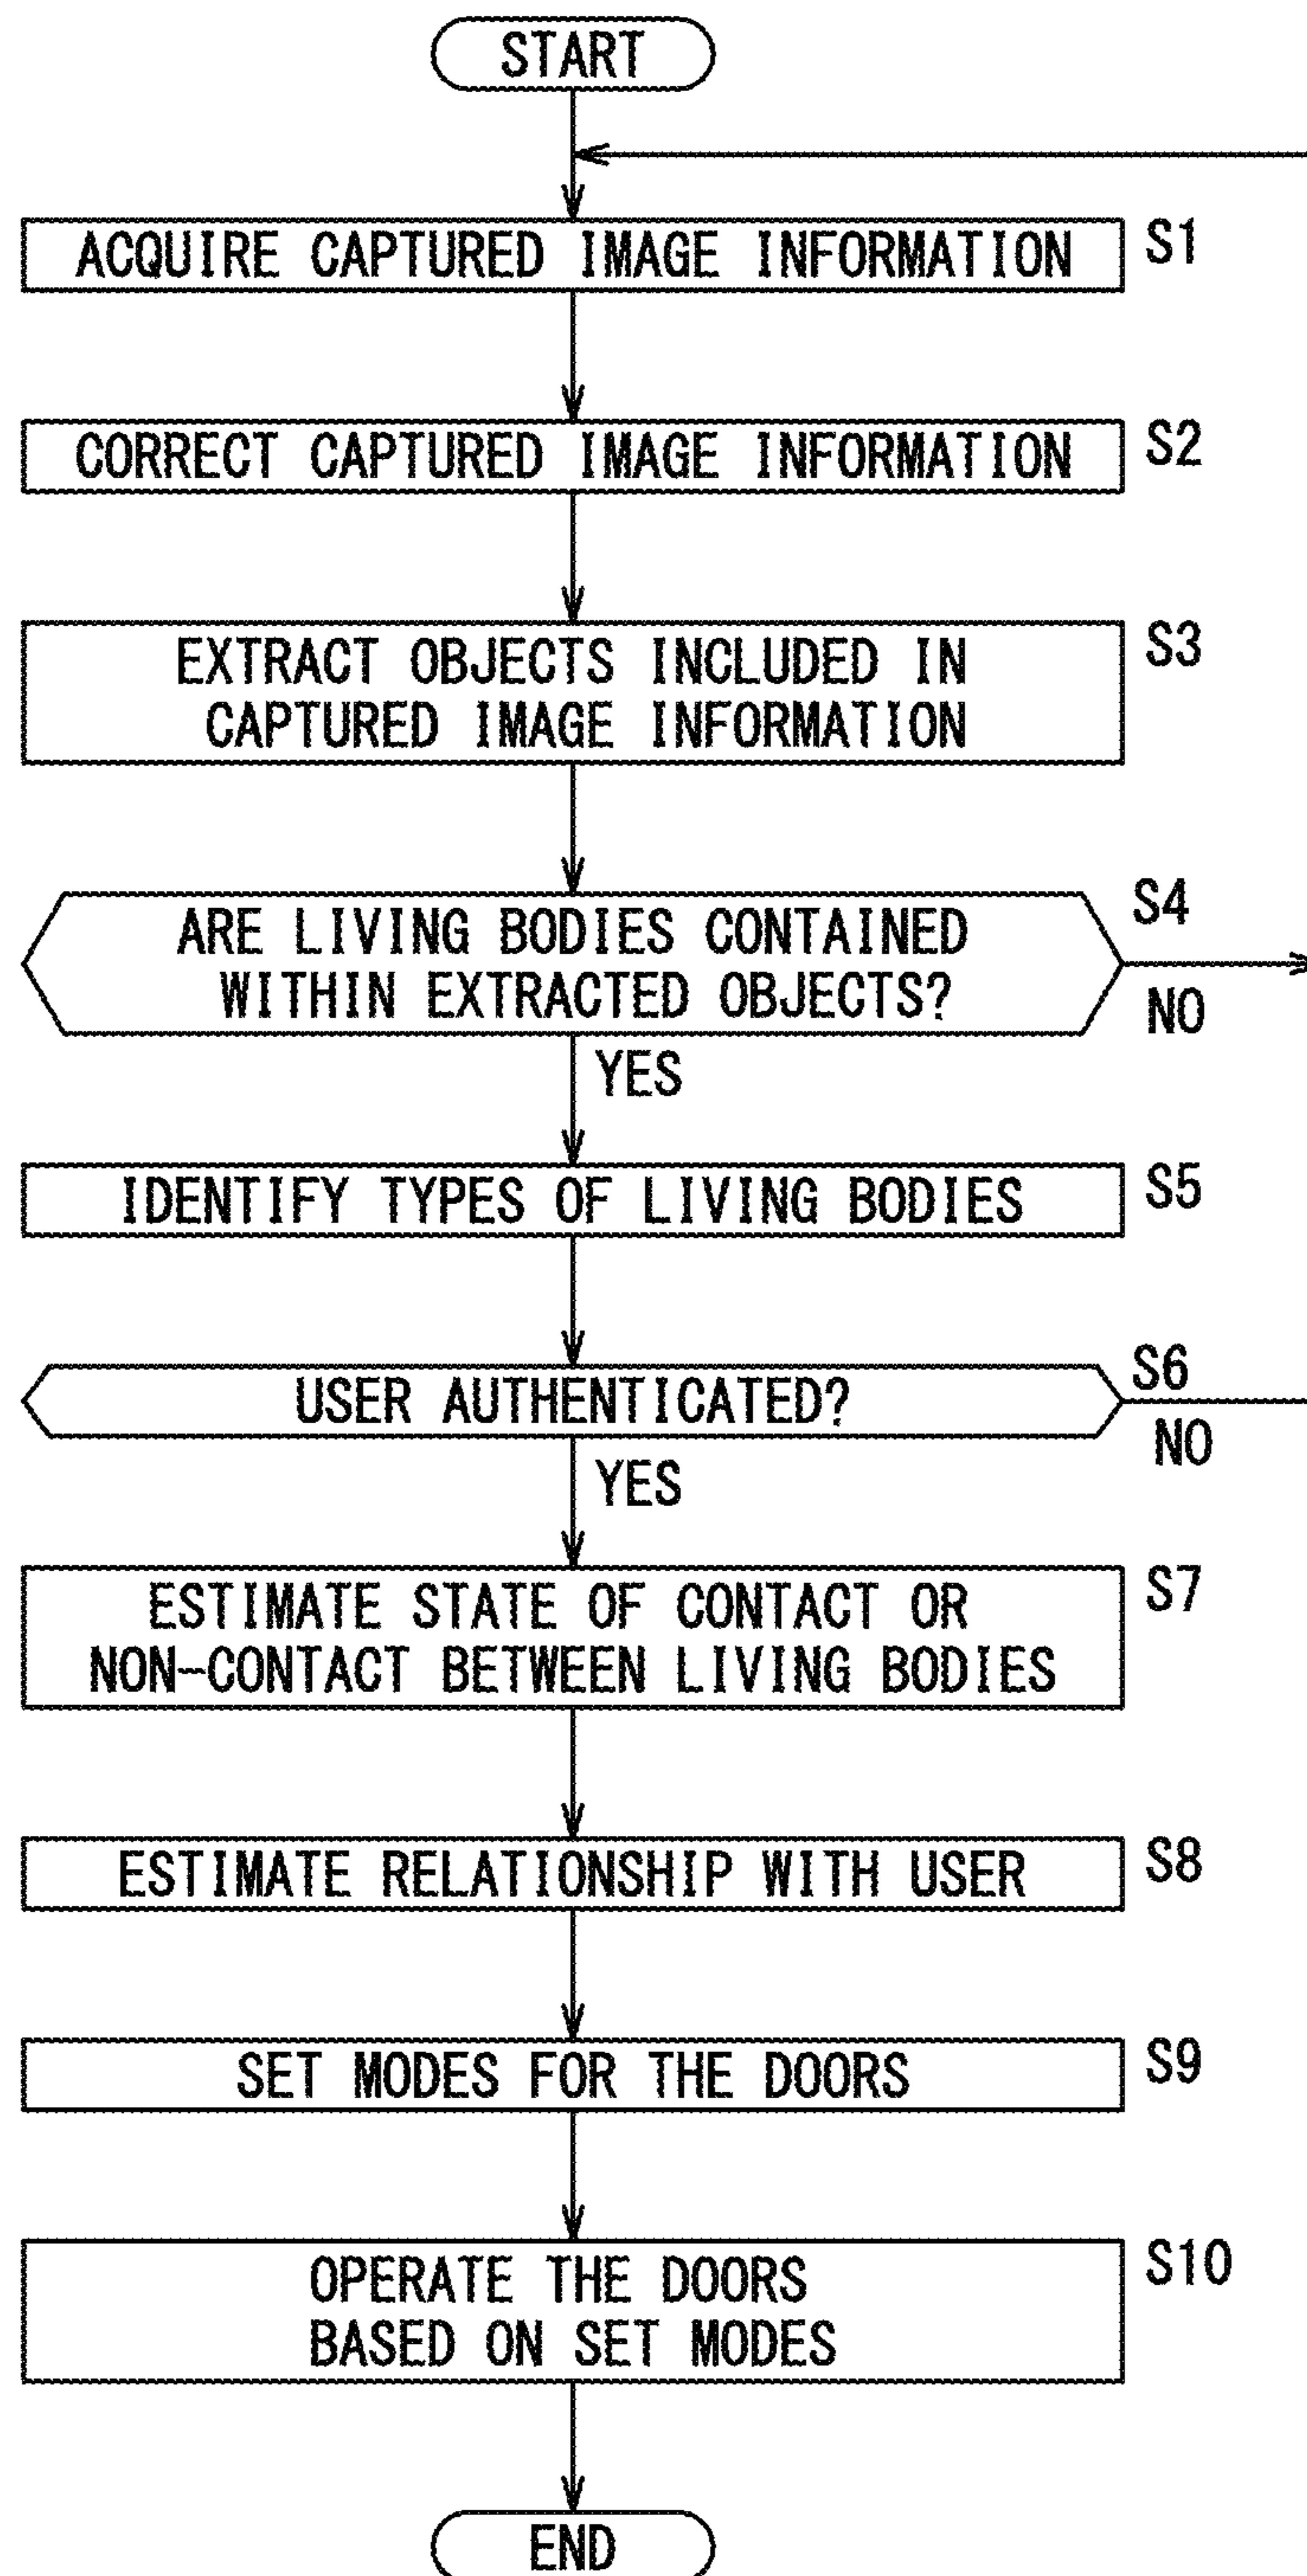 START
ACQUIRE CAPTURED IMAGE INFORMATION
S1
CORRECT CAPTURED IMAGE INFORMATION
S2
EXTRACT OBJECTS INCLUDED IN
CAPTURED IMAGE INFORMATION
S3
ARE LIVING BODIES CONTAINED
WITHIN EXTRACTED OBJECTS?
S4
NO
YES
IDENTIFY TYPES OF LIVING BODIES
S5
USER AUTHENTICATED?
S6
NO
YES
ESTIMATE STATE OF CONTACT OR
NON-CONTACT BETWEEN LIVING BODIES
S7
ESTIMATE RELATIONSHIP WITH USER
S8
SET MODES FOR THE DOORS
S9
OPERATE THE DOORS
BASED ON SET MODES
S10
END